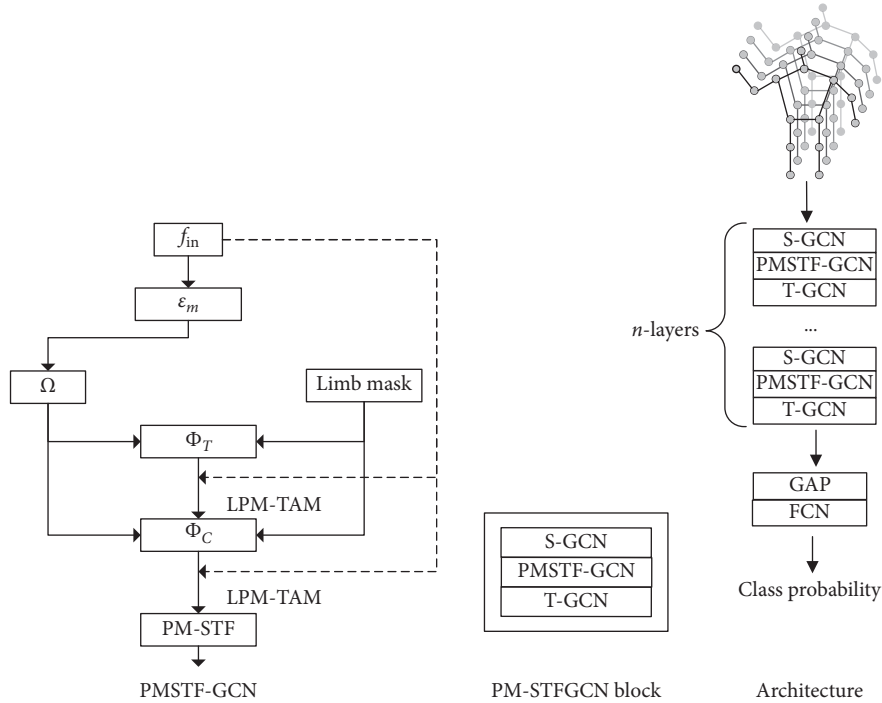 f_in
ε_m
Ω
Limb mask
Φ_T
LPM-TAM
Φ_C
LPM-TAM
PM-STF
PMSTF-GCN
S-GCN
PMSTF-GCN
T-GCN
PM-STFGCN block
n-layers
S-GCN
PMSTF-GCN
T-GCN
...
S-GCN
PMSTF-GCN
T-GCN
GAP
FCN
Class probability
Architecture